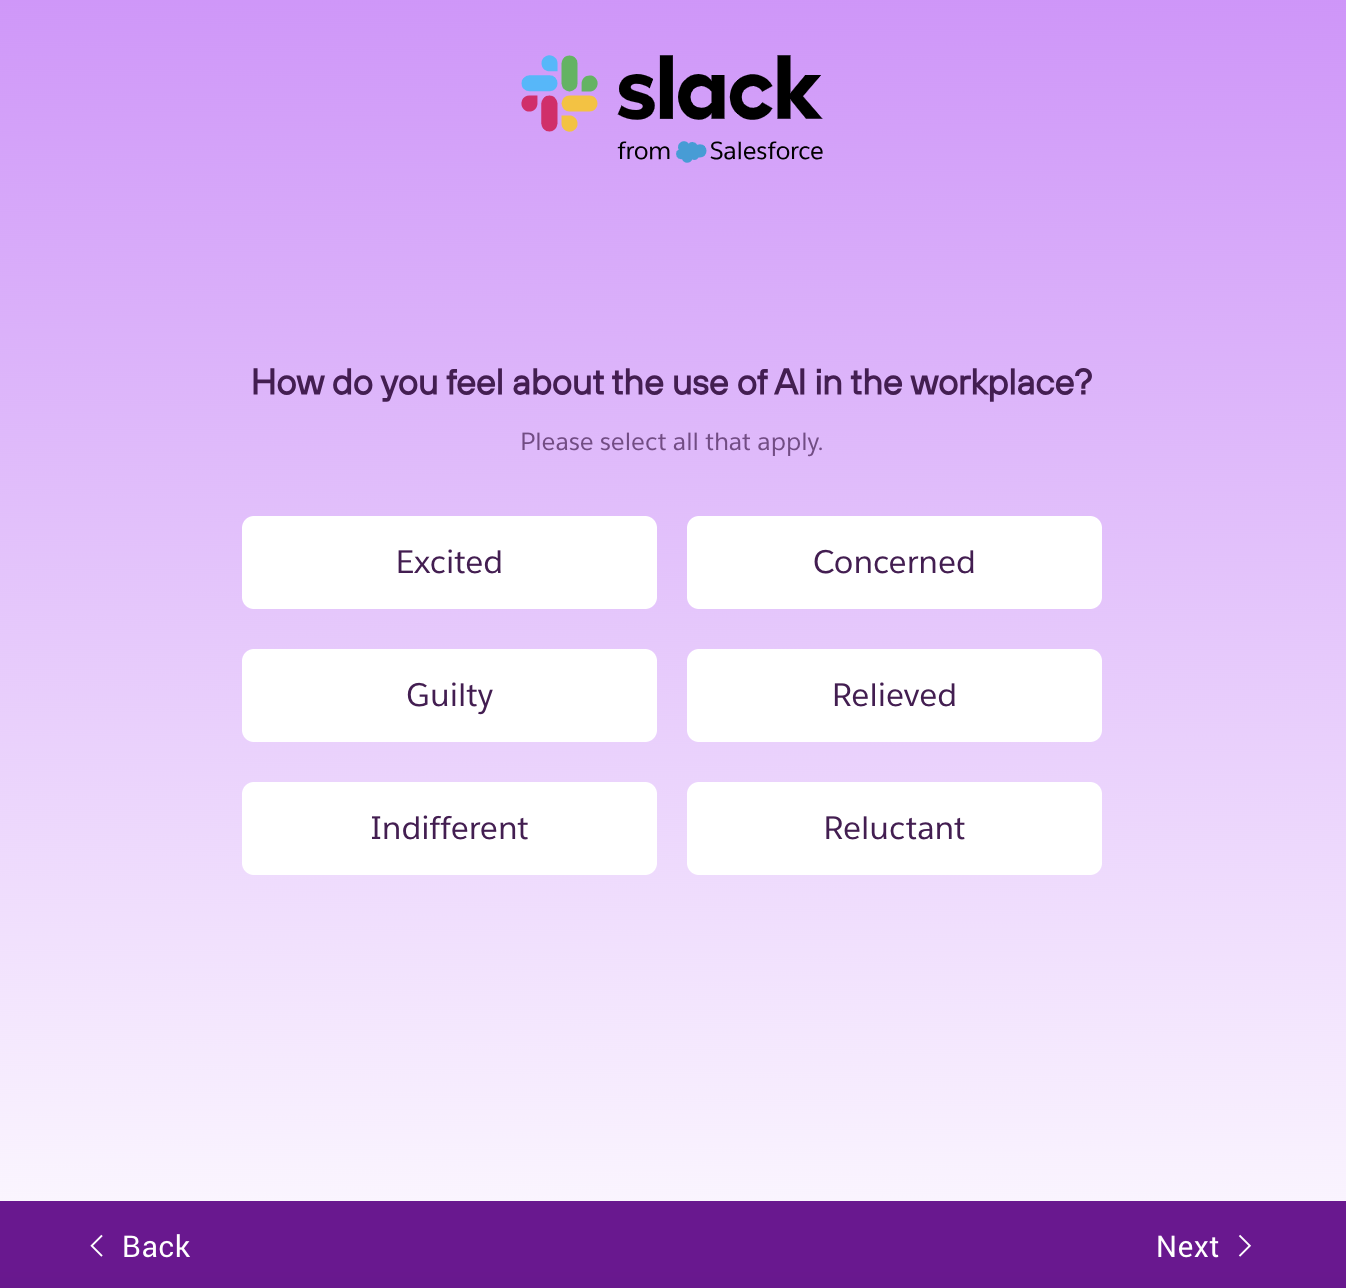 slack
from Salesforce
How do you feel about the use of AI in the workplace?
Please select all that apply.
Excited
Concerned
Guilty
Relieved
Indifferent
Reluctant
Back
Next